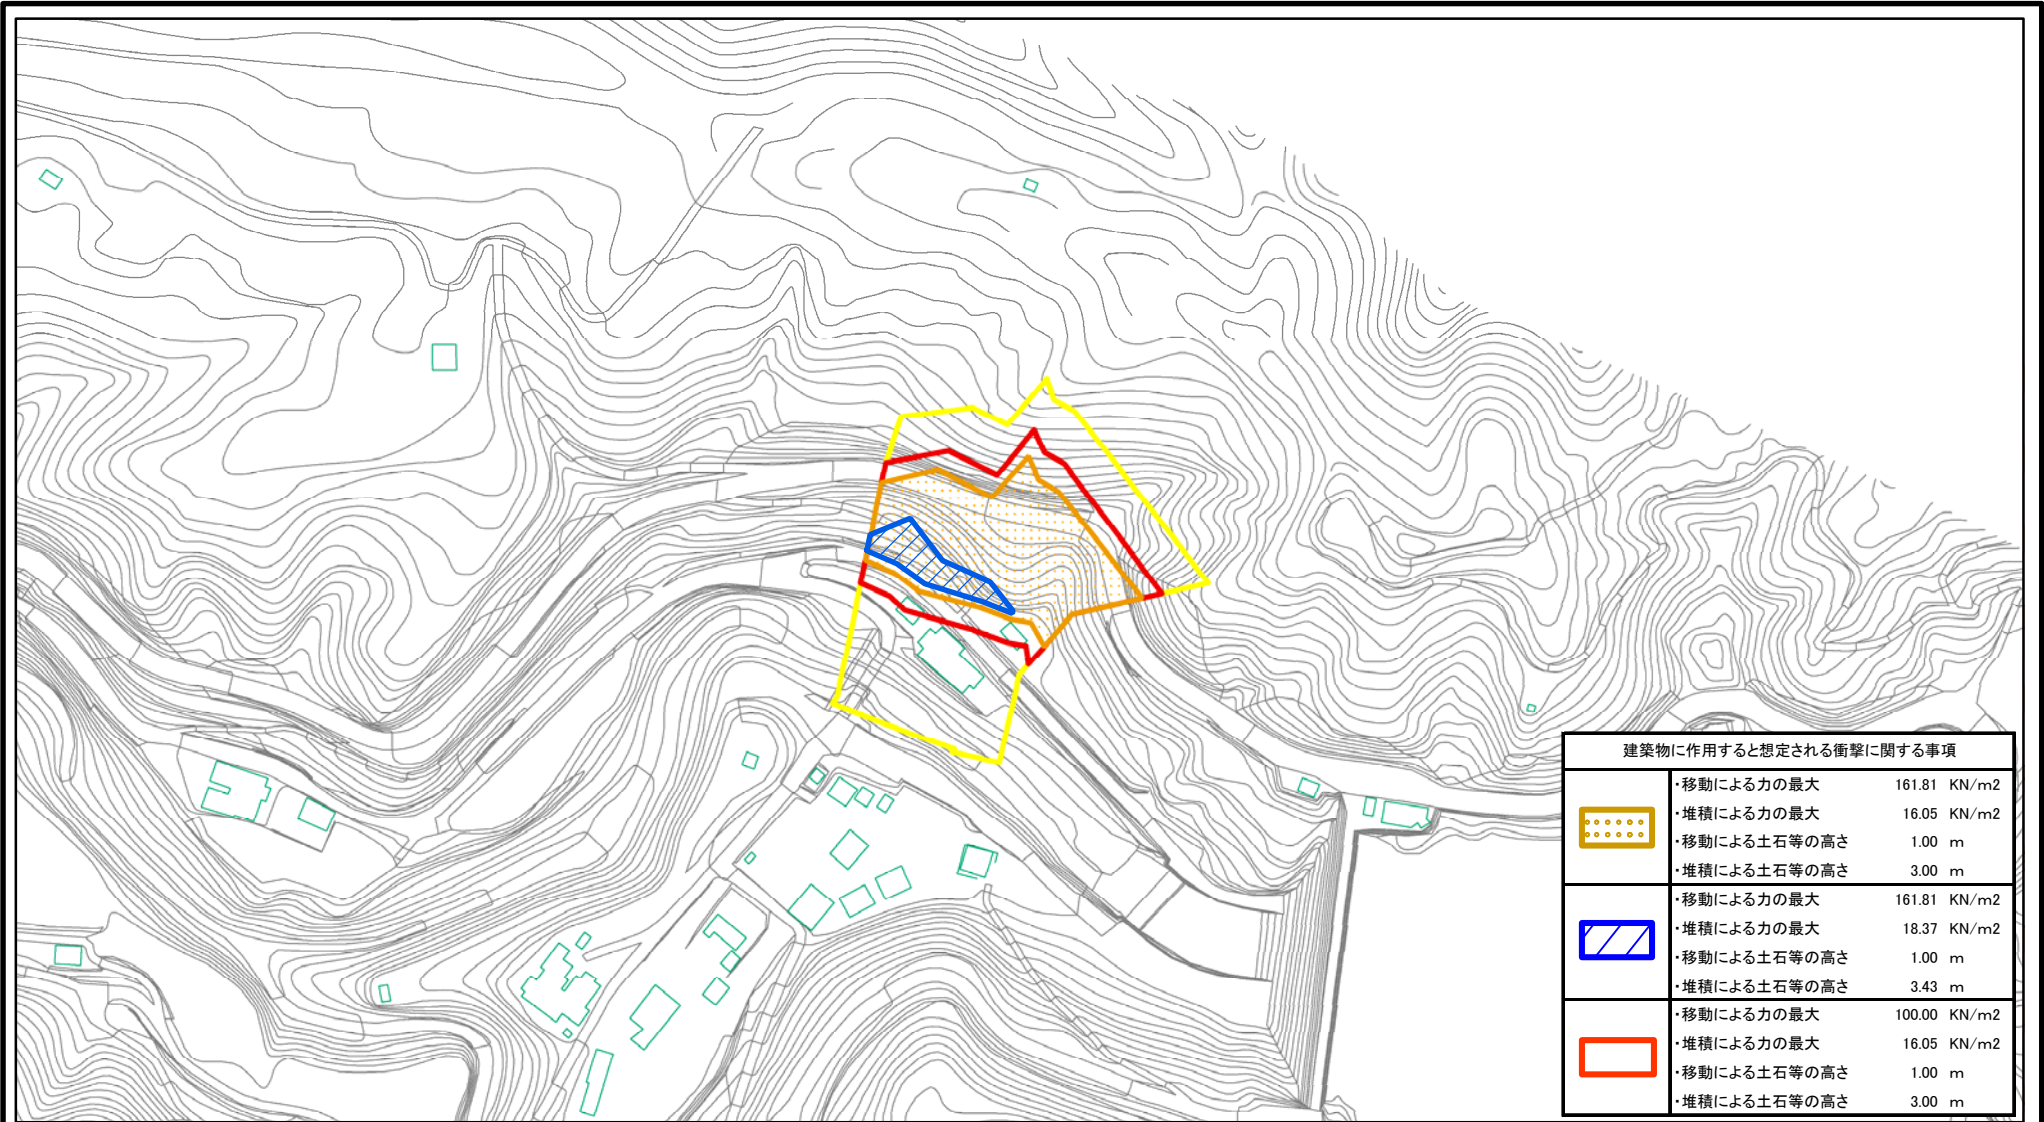 建築物に作用すると想定される衝撃に関する事項
・移動による力の最大 161.81 KN/m2
・堆積による力の最大 16.05 KN/m2
・移動による土石等の高さ 1.00 m
・堆積による土石等の高さ 3.00 m
・移動による力の最大 161.81 KN/m2
・堆積による力の最大 18.37 KN/m2
・移動による土石等の高さ 1.00 m
・堆積による土石等の高さ 3.43 m
・移動による力の最大 100.00 KN/m2
・堆積による力の最大 16.05 KN/m2
・移動による土石等の高さ 1.00 m
・堆積による土石等の高さ 3.00 m